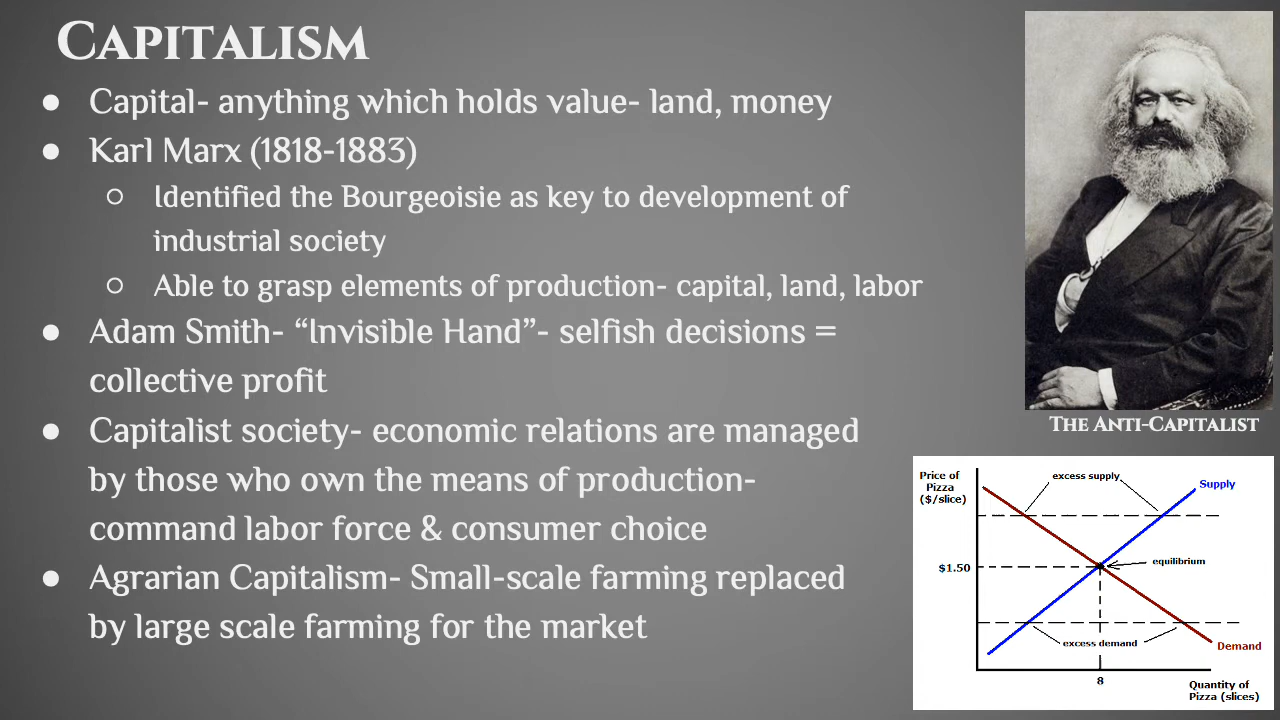 Capitalism
● Capital- anything which holds value- land, money
● Karl Marx (1818-1883)
○ Identified the Bourgeoisie as key to development of
industrial society
○ Able to grasp elements of production- capital, land, labor
● Adam Smith- “Invisible Hand”- selfish decisions =
collective profit
● Capitalist society- economic relations are managed
by those who own the means of production-
command labor force & consumer choice
● Agrarian Capitalism- Small-scale farming replaced
by large scale farming for the market
The Anti-Capitalist
Price of
Pizza
($/slice)
excess supply
Supply
$1.50
equilibrium
excess demand
Demand
8
Quantity of
Pizza (slices)